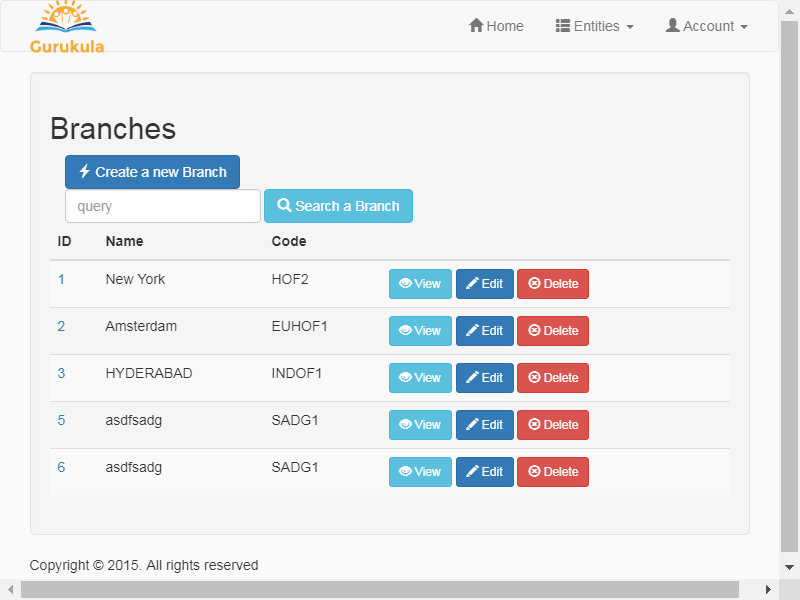 Gurukula
Home Entities Account
Branches
Create a new Branch
query Search a Branch
ID Name Code
1 New York HOF2 View Edit Delete
2 Amsterdam EUHOF1 View Edit Delete
3 HYDERABAD INDOF1 View Edit Delete
5 asdfsadg SADG1 View Edit Delete
6 asdfsadg SADG1 View Edit Delete
Copyright © 2015. All rights reserved